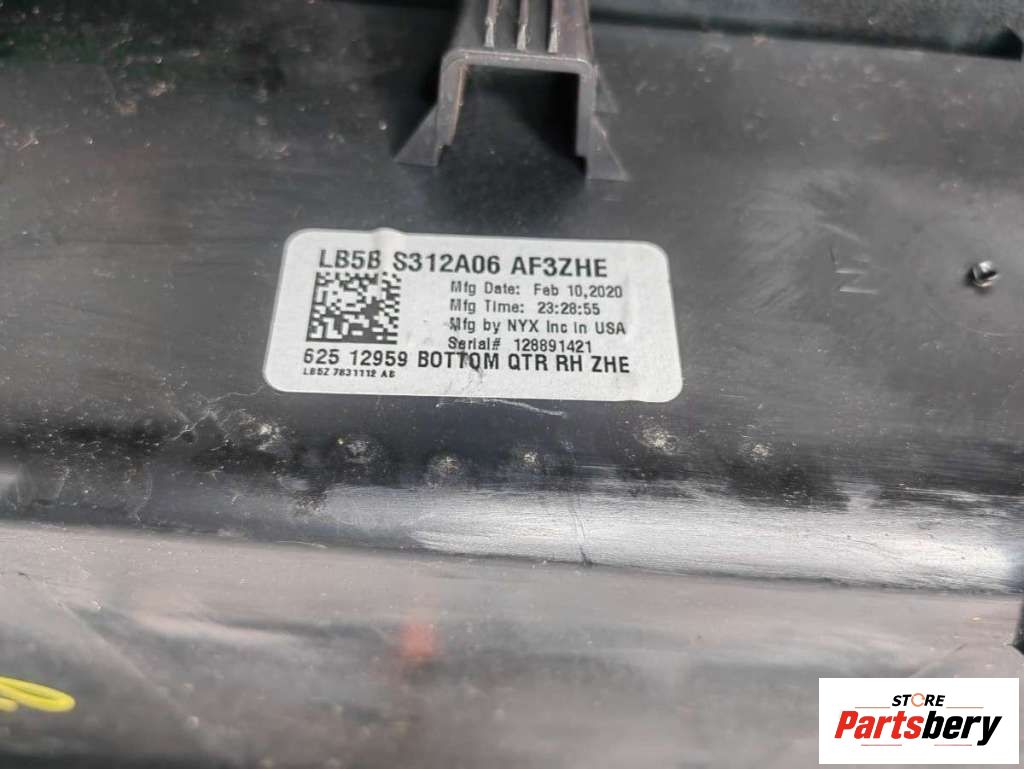 LB5B S312A06 AF3ZHE
Mfg Date: Feb 10,2020
Mfg Time: 23:28:55
Mfg by NYX Inc in USA
Serial# 128891421
625 12959 BOTTOM QTR RH ZHE
LB5Z 7831112 AB
STORE
Partsbery